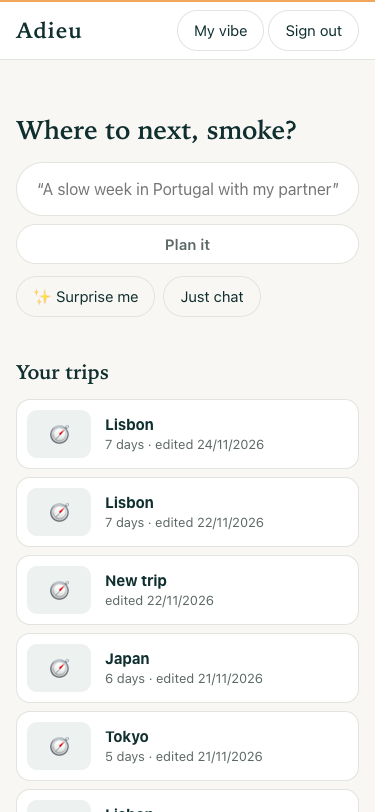 Adieu
My vibe
Sign out
Where to next, smoke?
“A slow week in Portugal with my partner”
Plan it
✨ Surprise me
Just chat
Your trips
Lisbon
7 days · edited 24/11/2026
Lisbon
7 days · edited 22/11/2026
New trip
edited 22/11/2026
Japan
6 days · edited 21/11/2026
Tokyo
5 days · edited 21/11/2026
Lisbon